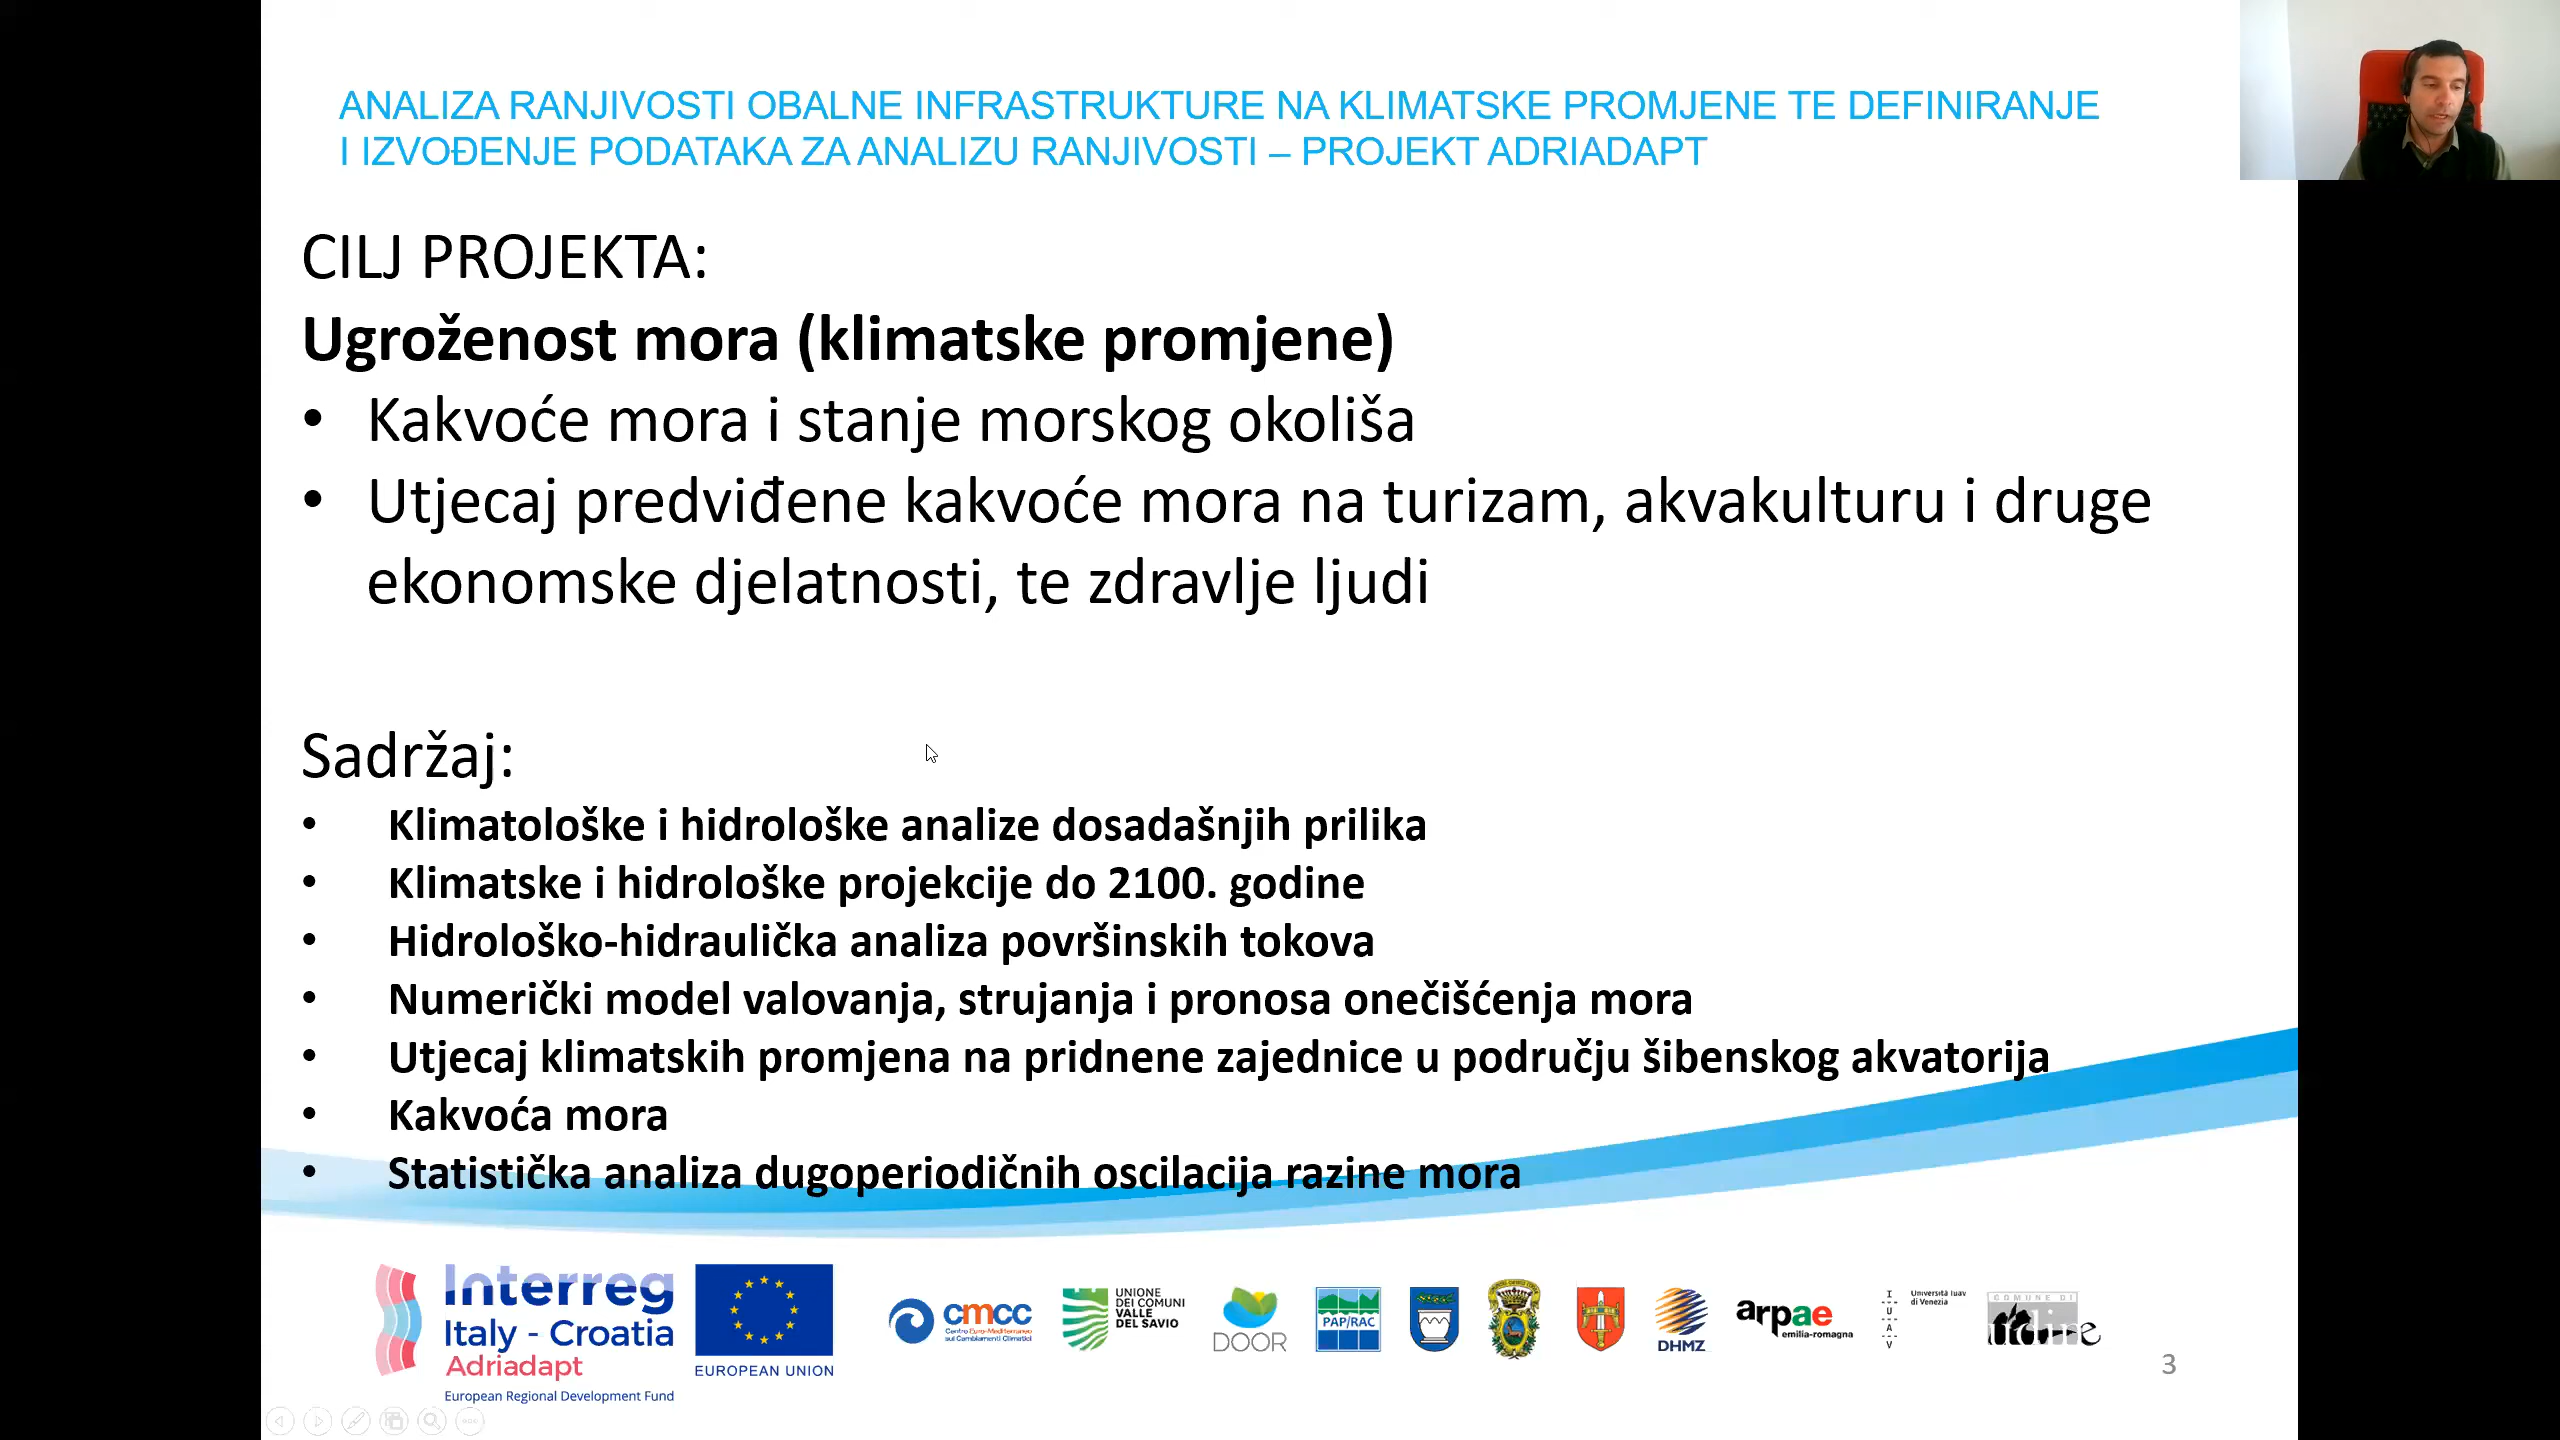 ANALIZA RANJIVOSTI OBALNE INFRASTRUKTURE NA KLIMATSKE PROMJENE TE DEFINIRANJE
I IZVOĐENJE PODATAKA ZA ANALIZU RANJIVOSTI – PROJEKT ADRIADAPT
CILJ PROJEKTA:
Ugroženost mora (klimatske promjene)
• Kakvoće mora i stanje morskog okoliša
• Utjecaj predviđene kakvoće mora na turizam, akvakulturu i druge
ekonomske djelatnosti, te zdravlje ljudi
Sadržaj:
• Klimatološke i hidrološke analize dosadašnjih prilika
• Klimatske i hidrološke projekcije do 2100. godine
• Hidrološko-hidraulička analiza površinskih tokova
• Numerički model valovanja, strujanja i pronosa onečišćenja mora
• Utjecaj klimatskih promjena na pridnene zajednice u području šibenskog akvatorija
• Kakvoća mora
• Statistička analiza dugoperiodičnih oscilacija razine mora
Interreg
Italy - Croatia
Adriadapt
European Regional Development Fund
EUROPEAN UNION
cmcc
Centro Euro-Mediterraneo
sui Cambiamenti Climatici
UNIONE
DEI COMUNI
VALLE
DEL SAVIO
DOOR
PAP/RAC
DHMZ
arpae
emilia-romagna
I
U
A
V
Università Iuav
di Venezia
COMUNE DI
udine
3